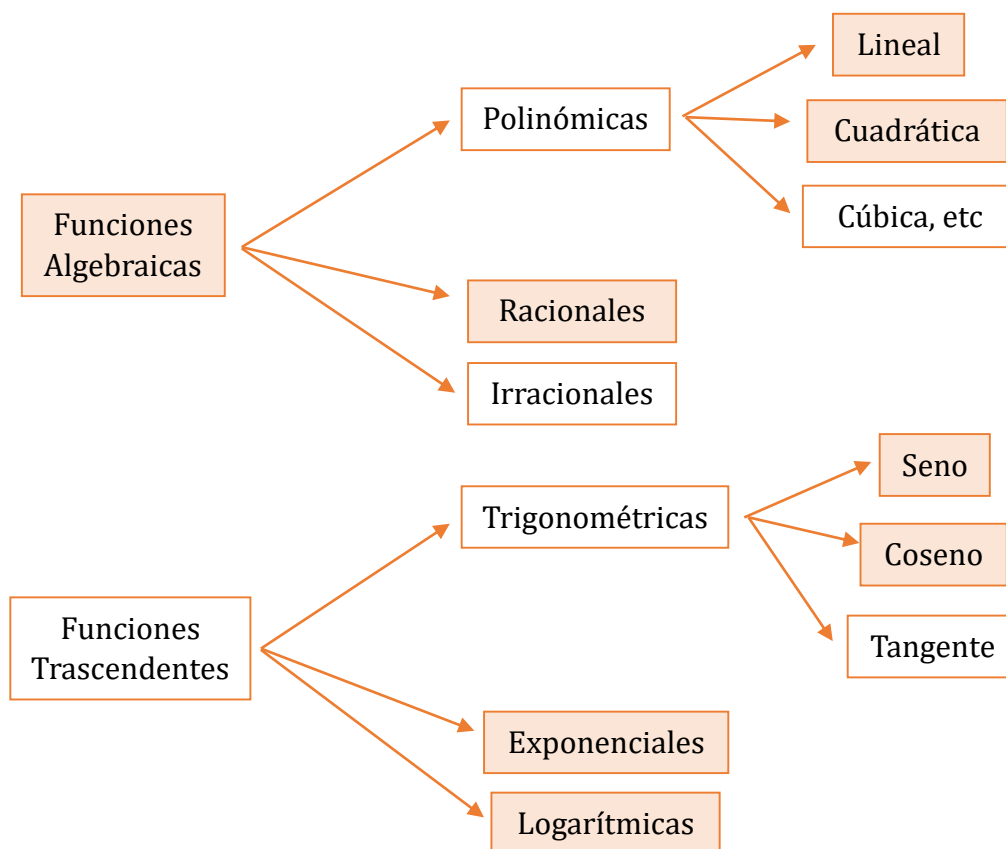 Lineal
Polinómicas
Cuadrática
Cúbica, etc
Funciones
Algebraicas
Racionales
Irracionales
Seno
Trigonométricas
Coseno
Funciones
Trascendentes
Tangente
Exponenciales
Logarítmicas